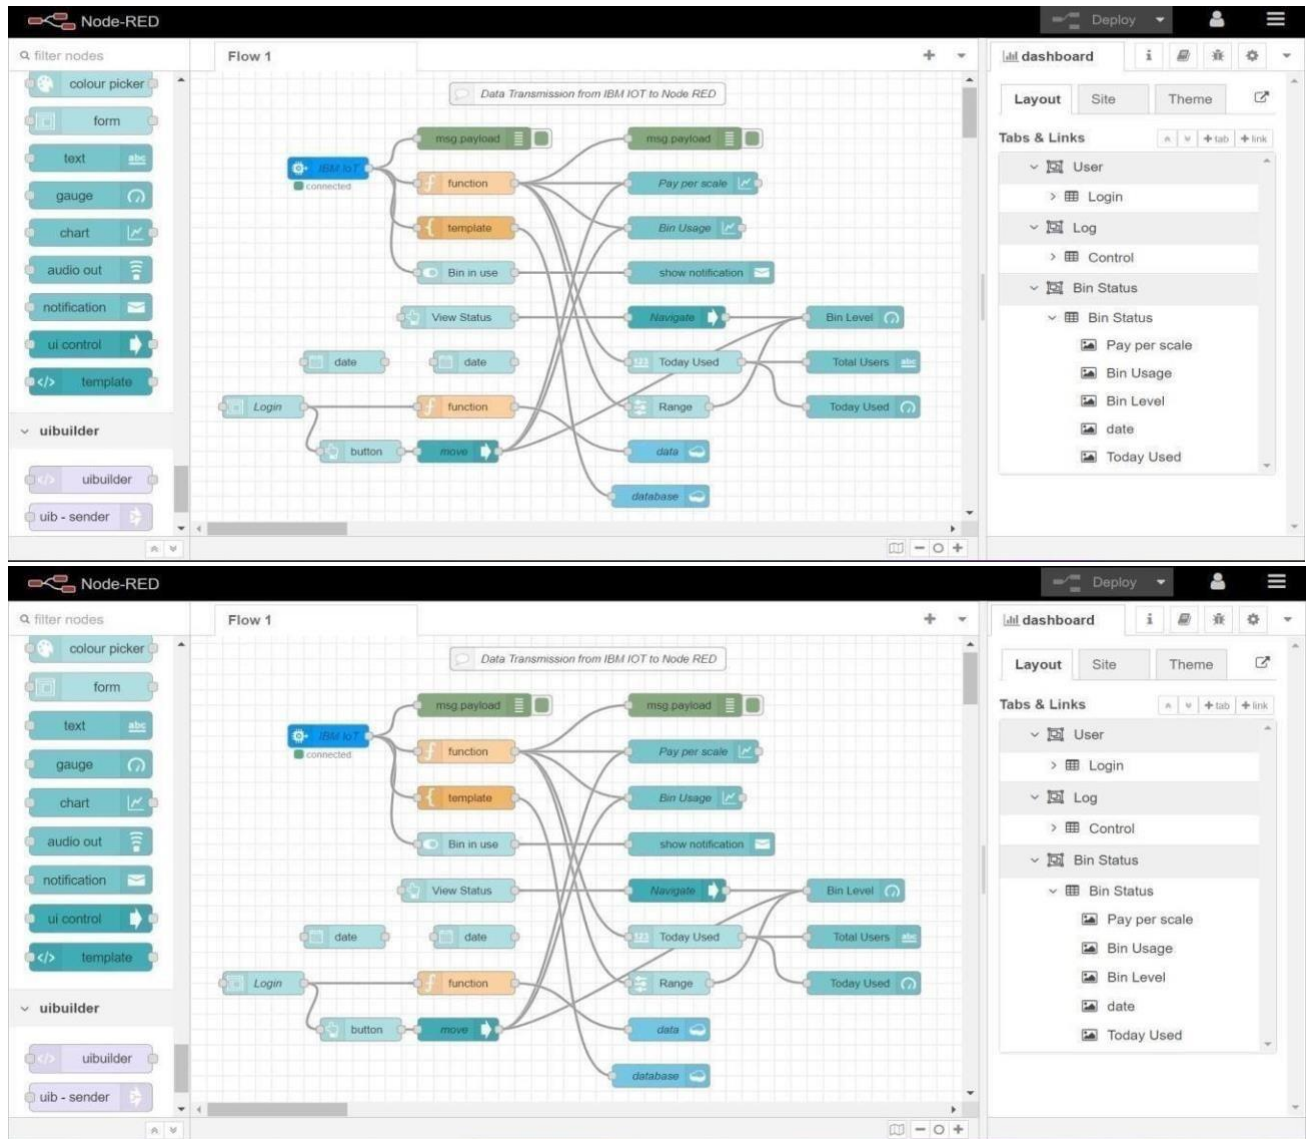 Node-RED
Deploy
filter nodes
Flow 1
dashboard
i
colour picker
form
text
abc
gauge
chart
audio out
notification
ui control
</> template
uibuilder
</> uibuilder
uib - sender
Data Transmission from IBM IOT to Node RED
msg.payload
msg.payload
IBM IoT
connected
function
Pay per scale
template
Bin Usage
Bin in use
show notification
View Status
Navigate
Bin Level
date
date
123 Today Used
Total Users abc
Login
function
Range
Today Used
button
move
data
database
Layout
Site
Theme
Tabs & Links
+tab
+link
User
Login
Log
Control
Bin Status
Bin Status
Pay per scale
Bin Usage
Bin Level
date
Today Used
Node-RED
Deploy
filter nodes
Flow 1
dashboard
i
colour picker
form
text
abc
gauge
chart
audio out
notification
ui control
</> template
uibuilder
</> uibuilder
uib - sender
Data Transmission from IBM IOT to Node RED
msg.payload
msg.payload
IBM IoT
connected
function
Pay per scale
template
Bin Usage
Bin in use
show notification
View Status
Navigate
Bin Level
date
date
123 Today Used
Total Users abc
Login
function
Range
Today Used
button
move
data
database
Layout
Site
Theme
Tabs & Links
+tab
+link
User
Login
Log
Control
Bin Status
Bin Status
Pay per scale
Bin Usage
Bin Level
date
Today Used